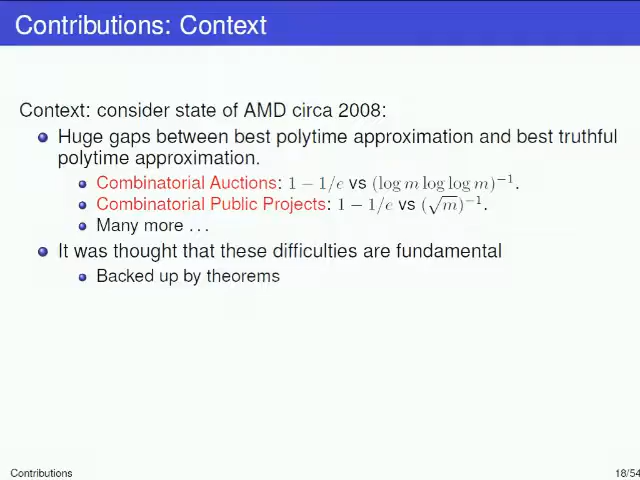 Contributions: Context
Context: consider state of AMD circa 2008:
Huge gaps between best polytime approximation and best truthful
polytime approximation.
Combinatorial Auctions: 1 − 1/e vs (log m log log m)⁻¹.
Combinatorial Public Projects: 1 − 1/e vs (√m)⁻¹.
Many more . . .
It was thought that these difficulties are fundamental
Backed up by theorems
Contributions
18/54